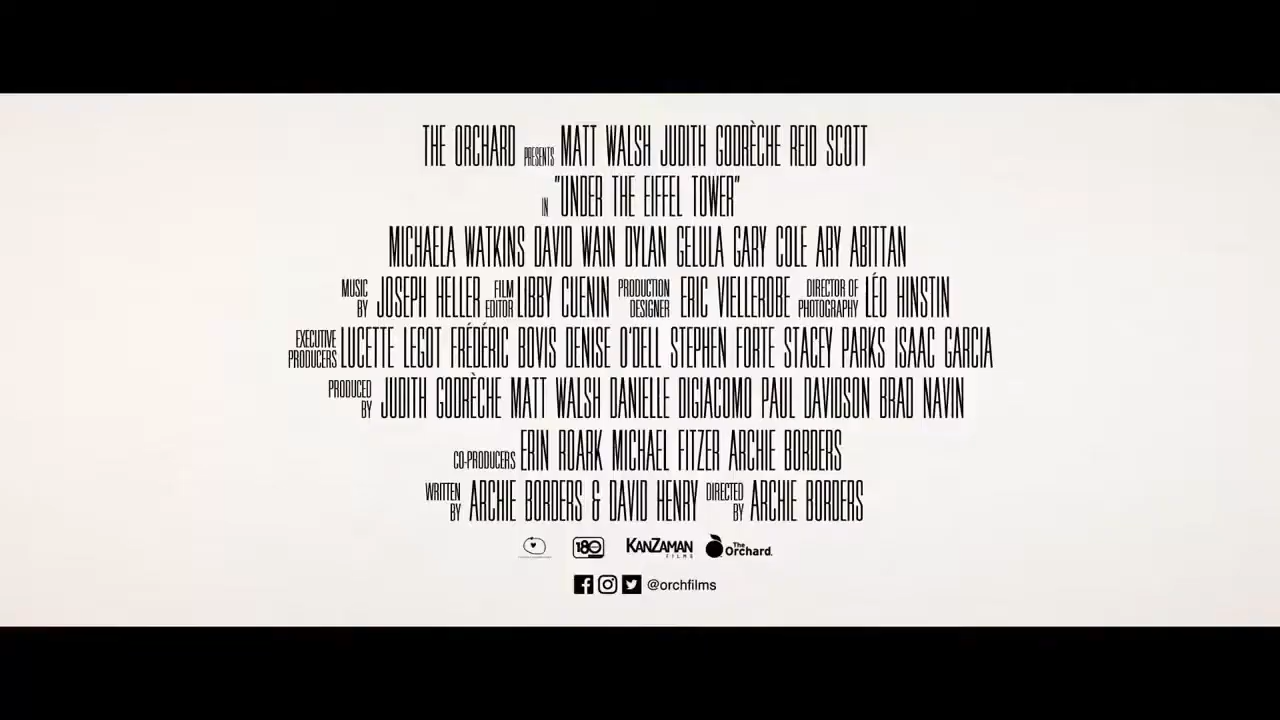 THE ORCHARD PRESENTS MATT WALSH JUDITH GODRÈCHE REID SCOTT
IN "UNDER THE EIFFEL TOWER"
MICHAELA WATKINS DAVID WAIN DYLAN GELULA GARY COLE ARY ABITTAN
MUSIC BY JOSEPH HELLER FILM EDITOR LIBBY CUENIN PRODUCTION DESIGNER ERIC VIELLEROBE DIRECTOR OF PHOTOGRAPHY LÉO HINSTIN
EXECUTIVE PRODUCERS LUCETTE LEGOT FRÉDÉRIC BOVIS DENISE O'DELL STEPHEN FORTE STACEY PARKS ISAAC GARCIA
PRODUCED BY JUDITH GODRÈCHE MATT WALSH DANIELLE DIGIACOMO PAUL DAVIDSON BRAD NAVIN
CO-PRODUCERS ERIN ROARK MICHAEL FITZER ARCHIE BORDERS
WRITTEN BY ARCHIE BORDERS & DAVID HENRY DIRECTED BY ARCHIE BORDERS
180 KANZAMAN FILMS The Orchard.
@orchfilms